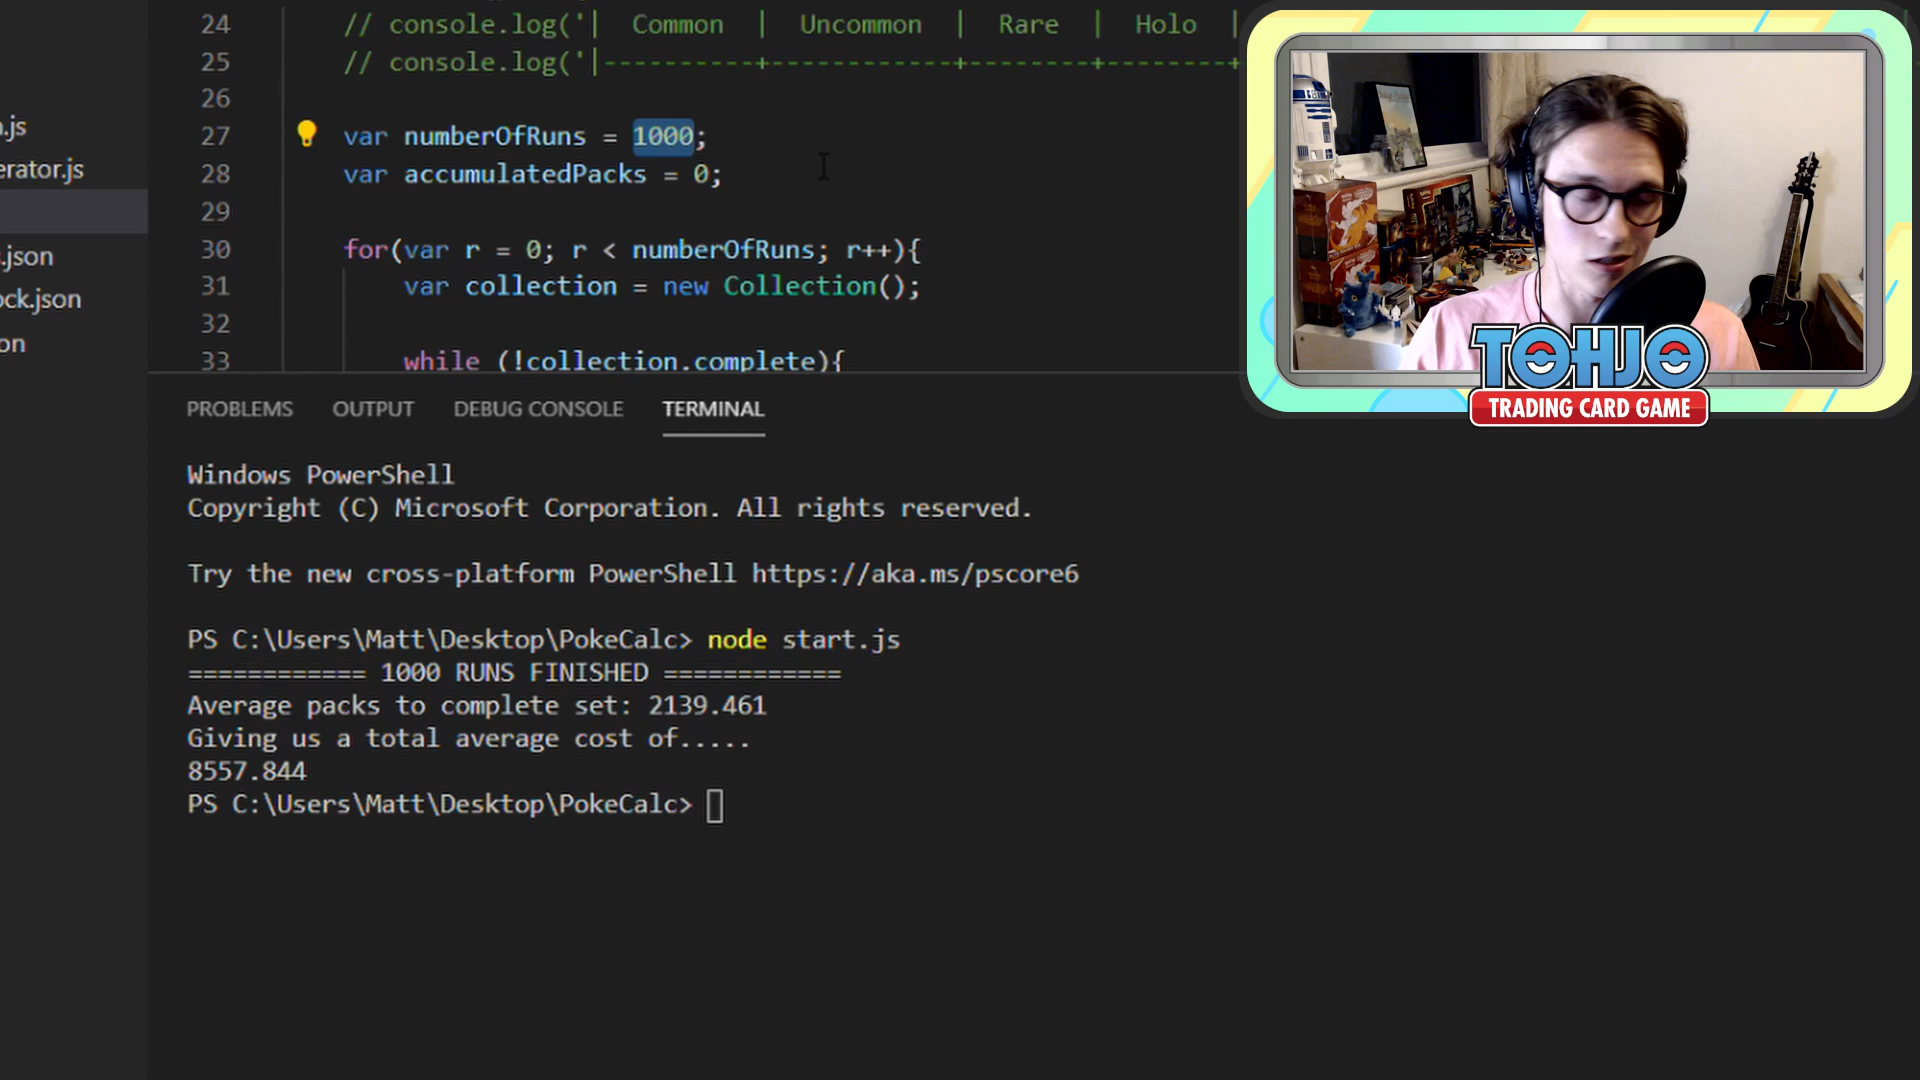 24 // console.log('|  Common  |  Uncommon  |  Rare  |  Holo  |
25 // console.log('|----------+------------+--------+--------+
26
.js
27 var numberOfRuns = 1000;
erator.js
28 var accumulatedPacks = 0;
29
30 for(var r = 0; r < numberOfRuns; r++){
.json
31 var collection = new Collection();
ock.json
32
on
33 while (!collection.complete){
TOHJO
TRADING CARD GAME
PROBLEMS OUTPUT DEBUG CONSOLE TERMINAL
Windows PowerShell
Copyright (C) Microsoft Corporation. All rights reserved.
Try the new cross-platform PowerShell https://aka.ms/pscore6
PS C:\Users\Matt\Desktop\PokeCalc> node start.js
============ 1000 RUNS FINISHED ============
Average packs to complete set: 2139.461
Giving us a total average cost of.....
8557.844
PS C:\Users\Matt\Desktop\PokeCalc>